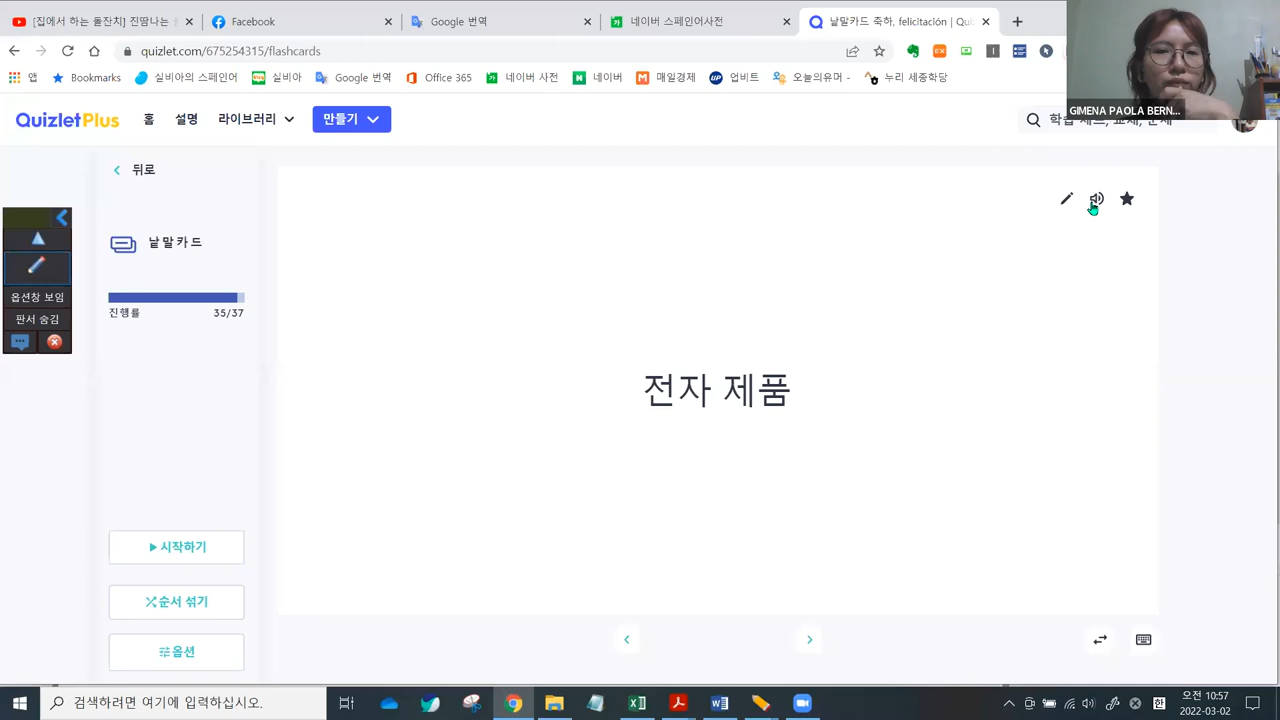 [집에서 하는 돌잔치] 진땀나는
Facebook
Google 번역
네이버 스페인어사전
낱말카드 축하, felicitación | Qui
quizlet.com/675254315/flashcards
앱
Bookmarks
실비아의 스페인어
실비아
Google 번역
Office 365
네이버 사전
네이버
매일경제
업비트
오늘의유머 -
누리 세종학당
GIMENA PAOLA BERN...
QuizletPlus
홈
설명
라이브러리
만들기
뒤로
낱말카드
진행률
35/37
옵션창 보임
판서 숨김
전자 제품
시작하기
순서 섞기
옵션
검색하려면 여기에 입력하십시오.
한
오전 10:57
2022-03-02